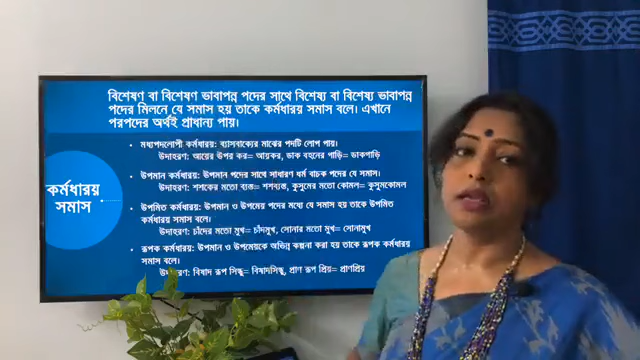 বিশেষণ বা বিশেষণ ভাবাপন্ন পদের সাথে বিশেষ্য বা বিশেষ্য ভাবাপন্ন
পদের মিলনে যে সমাস হয় তাকে কর্মধারয় সমাস বলে। এখানে
পরপদের অর্থই প্রাধান্য পায়।
কর্মধারয়
সমাস
• মধ্যপদলোপী কর্মধারয়: ব্যাসবাক্যের মাঝের পদটি লোপ পায়।
উদাহরণ: আয়ের উপর কর= আয়কর, ডাক বহনের গাড়ি= ডাকগাড়ি
• উপমান কর্মধারয়: উপমান পদের সাথে সাধারণ ধর্ম বাচক পদের যে সমাস।
উদাহরণ: শশকের মতো ব্যস্ত= শশব্যস্ত, কুসুমের মতো কোমল= কুসুমকোমল
• উপমিত কর্মধারয়: উপমান ও উপমেয় পদের মধ্যে যে সমাস হয় তাকে উপমিত
কর্মধারয় সমাস বলে।
উদাহরণ: চাঁদের মতো মুখ= চাঁদমুখ, সোনার মতো মুখ= সোনামুখ
• রূপক কর্মধারয়: উপমান ও উপমেয়কে অভিন্ন কল্পনা করা হয় তাকে রূপক কর্মধারয়
সমাস বলে।
উদাহরণ: বিষাদ রূপ সিন্ধু= বিষাদসিন্ধু, প্রাণ রূপ প্রিয়= প্রাণপ্রিয়